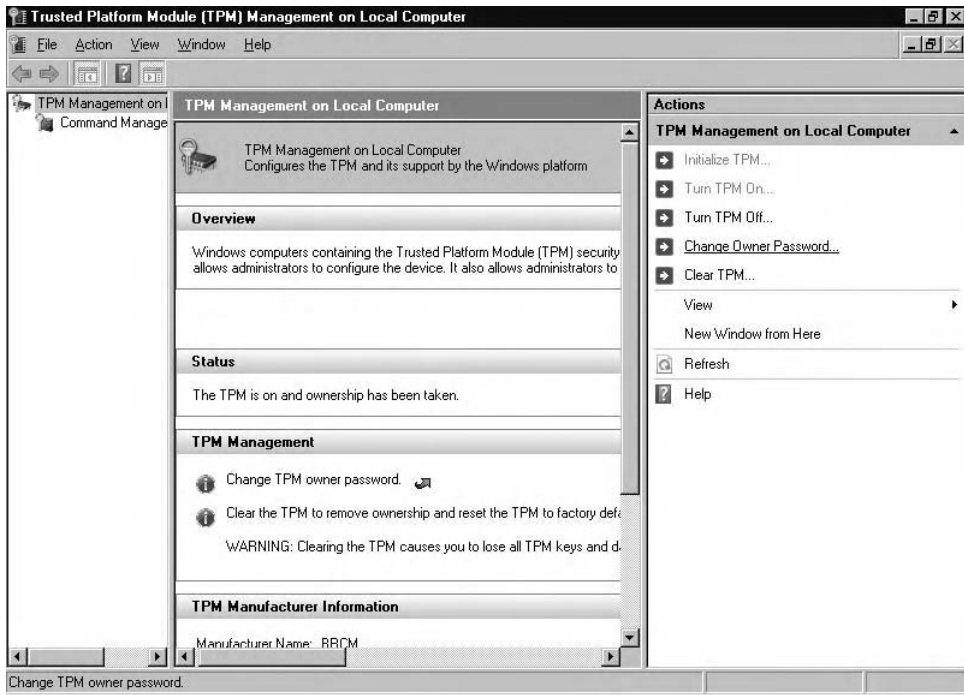 Trusted Platform Module (TPM) Management on Local Computer
File Action View Window Help
TPM Management on l
Command Manage
TPM Management on Local Computer
TPM Management on Local Computer
Configures the TPM and its support by the Windows platform
Overview
Windows computers containing the Trusted Platform Module (TPM) security
allows administrators to configure the device. It also allows administrators to
Status
The TPM is on and ownership has been taken.
TPM Management
Change TPM owner password.
Clear the TPM to remove ownership and reset the TPM to factory defa
WARNING: Clearing the TPM causes you to lose all TPM keys and d
TPM Manufacturer Information
Manufacturer Name: BRCM
Actions
TPM Management on Local Computer
Initialize TPM...
Turn TPM On...
Turn TPM Off...
Change Owner Password...
Clear TPM...
View
New Window from Here
Refresh
Help
Change TPM owner password.